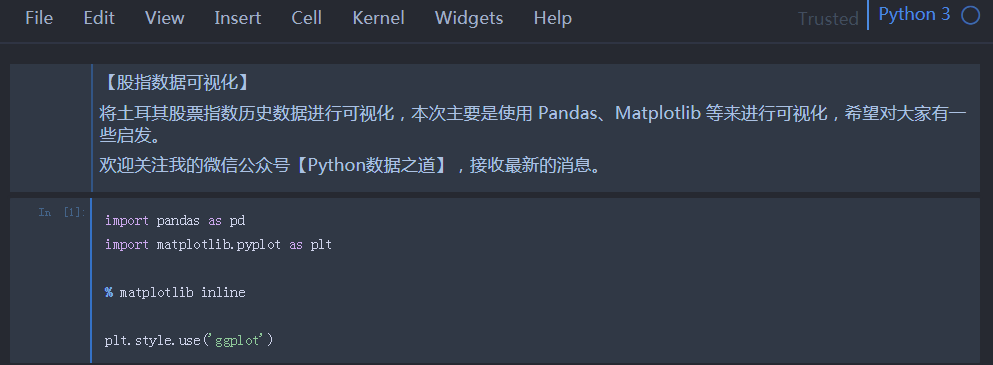 File Edit View Insert Cell Kernel Widgets Help Trusted Python 3
【股指数据可视化】
将土耳其股票指数历史数据进行可视化，本次主要是使用 Pandas、Matplotlib 等来进行可视化，希望对大家有一
些启发。
欢迎关注我的微信公众号【Python数据之道】，接收最新的消息。
In [1]:
import pandas as pd
import matplotlib.pyplot as plt
% matplotlib inline
plt.style.use('ggplot')